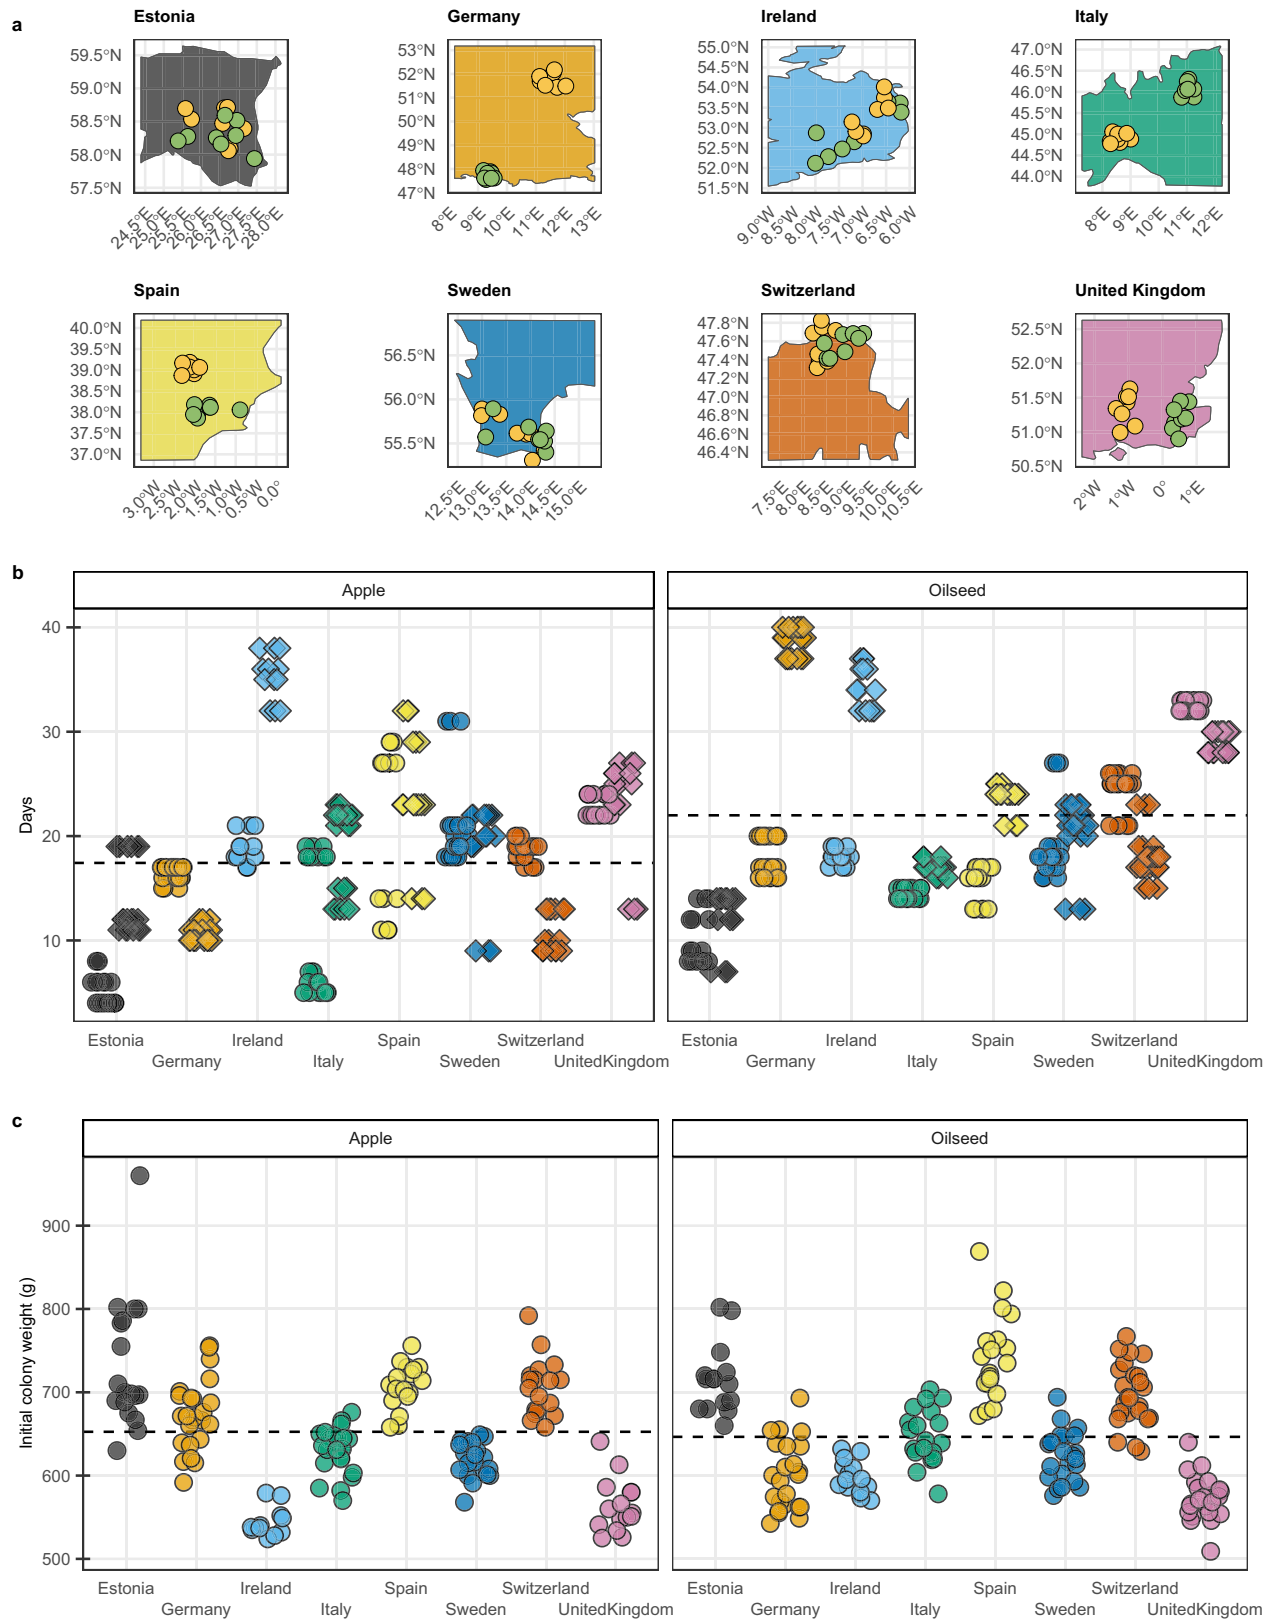 a
Estonia
59.5°N
59.0°N
58.5°N
58.0°N
57.5°N
24.5°E
25.0°E
25.5°E
26.0°E
26.5°E
27.0°E
27.5°E
28.0°E
Germany
53°N
52°N
51°N
50°N
49°N
48°N
47°N
8°E
9°E
10°E
11°E
12°E
13°E
Ireland
55.0°N
54.5°N
54.0°N
53.5°N
53.0°N
52.5°N
52.0°N
51.5°N
9.0°W
8.5°W
8.0°W
7.5°W
7.0°W
6.5°W
6.0°W
Italy
47.0°N
46.5°N
46.0°N
45.5°N
45.0°N
44.5°N
44.0°N
8°E
9°E
10°E
11°E
12°E
Spain
40.0°N
39.5°N
39.0°N
38.5°N
38.0°N
37.5°N
37.0°N
3.0°W
2.5°W
2.0°W
1.5°W
1.0°W
0.5°W
0.0°
Sweden
56.5°N
56.0°N
55.5°N
12.5°E
13.0°E
13.5°E
14.0°E
14.5°E
15.0°E
Switzerland
47.8°N
47.6°N
47.4°N
47.2°N
47.0°N
46.8°N
46.6°N
46.4°N
7.5°E
8.0°E
8.5°E
9.0°E
9.5°E
10.0°E
10.5°E
United Kingdom
52.5°N
52.0°N
51.5°N
51.0°N
50.5°N
2°W
1°W
0°
1°E
b
Apple
Oilseed
Days
40
30
20
10
Estonia
Germany
Ireland
Italy
Spain
Sweden
Switzerland
UnitedKingdom
Estonia
Germany
Ireland
Italy
Spain
Sweden
Switzerland
UnitedKingdom
c
Apple
Oilseed
Initial colony weight (g)
900
800
700
600
500
Estonia
Germany
Ireland
Italy
Spain
Sweden
Switzerland
UnitedKingdom
Estonia
Germany
Ireland
Italy
Spain
Sweden
Switzerland
UnitedKingdom